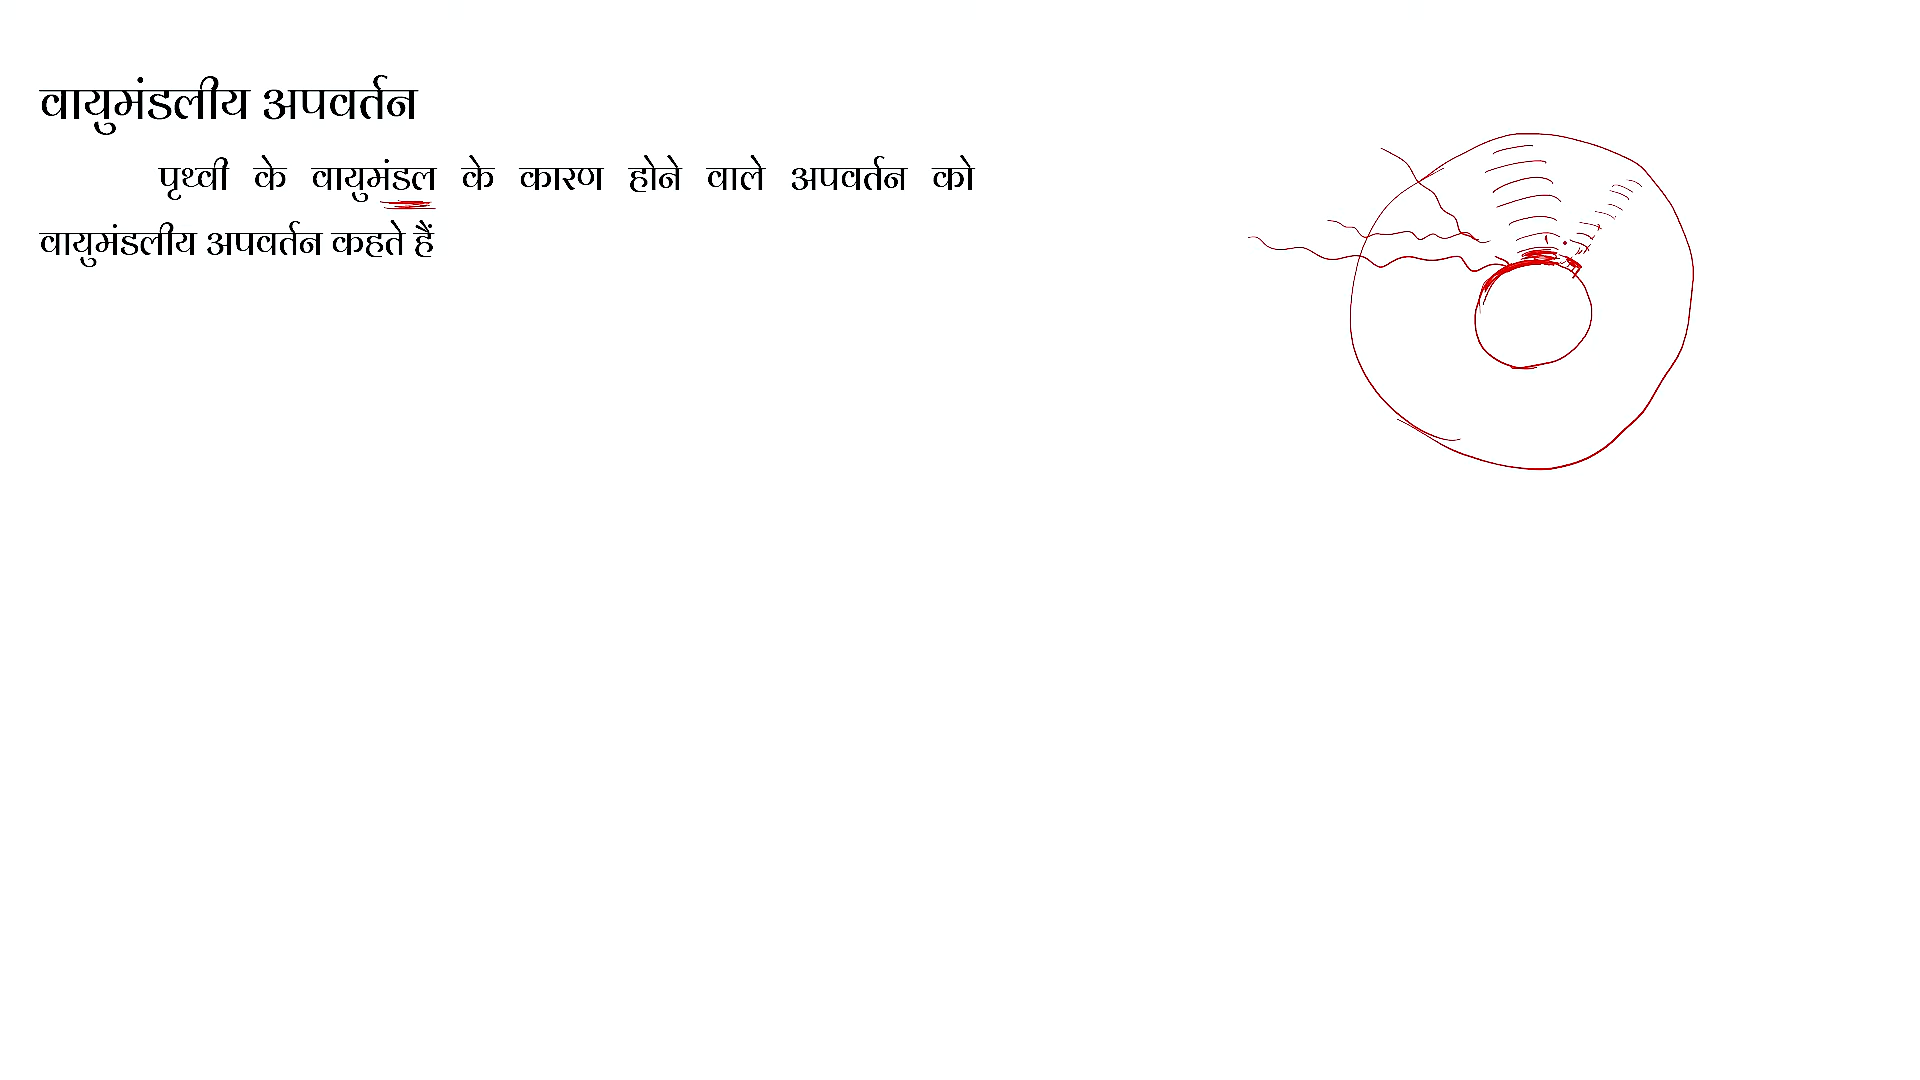 वायुमंडलीय अपवर्तन
पृथ्वी के वायुमंडल के कारण होने वाले अपवर्तन को
वायुमंडलीय अपवर्तन कहते हैं